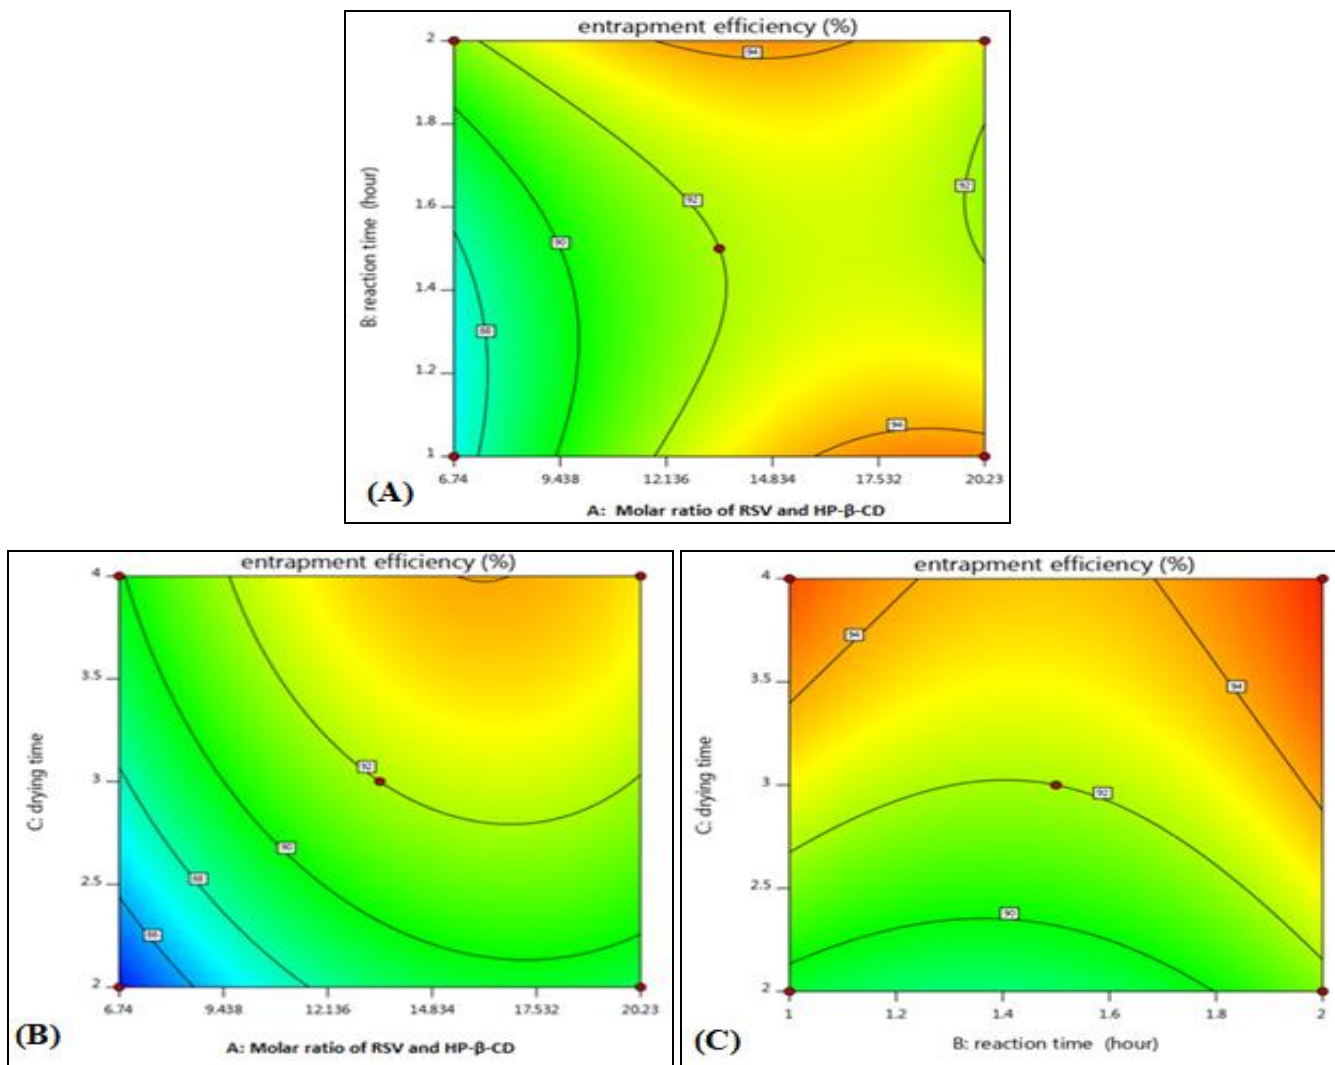 entrapment efficiency (%)
2
94
1.8
92
1.6
92
90
1.4
88
1.2
94
1
6.74 9.438 12.136 14.834 17.532 20.23
B: reaction time (hour)
A: Molar ratio of RSV and HP-β-CD
(A)
entrapment efficiency (%)
4
3.5
92
3
90
88
2.5
86
2
6.74 9.438 12.136 14.834 17.532 20.23
C: drying time
A: Molar ratio of RSV and HP-β-CD
(B)
entrapment efficiency (%)
4
94
94
3.5
3
92
2.5
90
2
1 1.2 1.4 1.6 1.8 2
C: drying time
B: reaction time (hour)
(C)